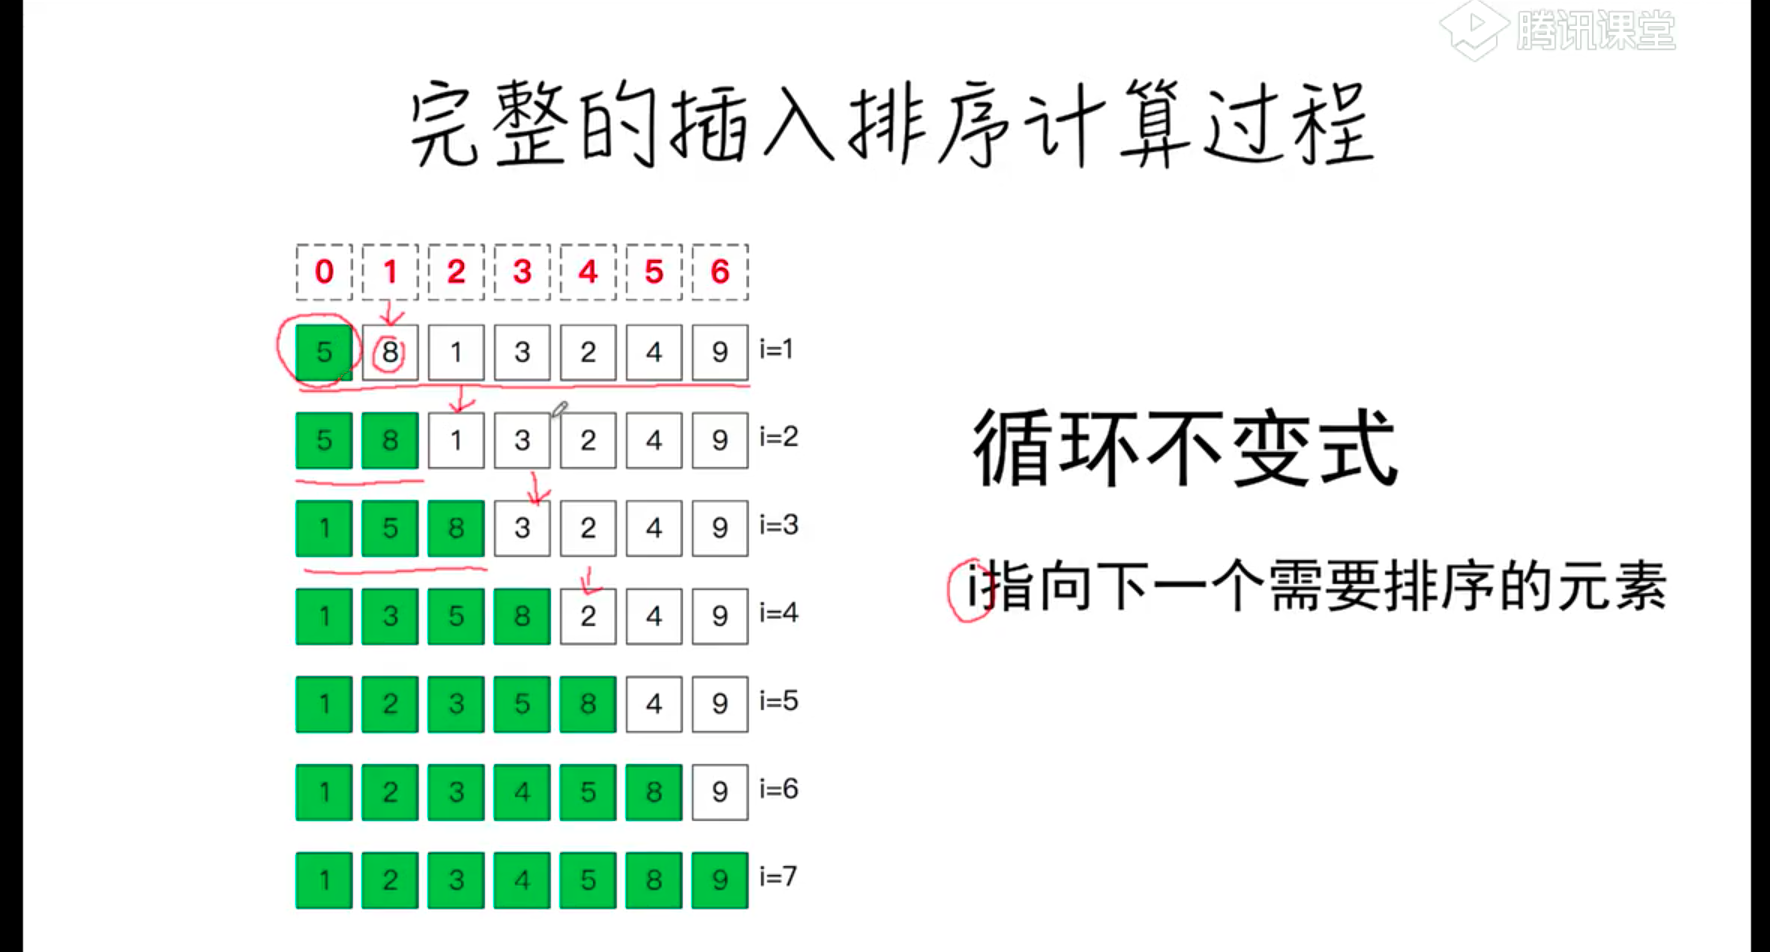 腾讯课堂
完整的插入排序计算过程
0 1 2 3 4 5 6
5 8 1 3 2 4 9 i=1
5 8 1 3 2 4 9 i=2
1 5 8 3 2 4 9 i=3
1 3 5 8 2 4 9 i=4
1 2 3 5 8 4 9 i=5
1 2 3 4 5 8 9 i=6
1 2 3 4 5 8 9 i=7
循环不变式
i指向下一个需要排序的元素